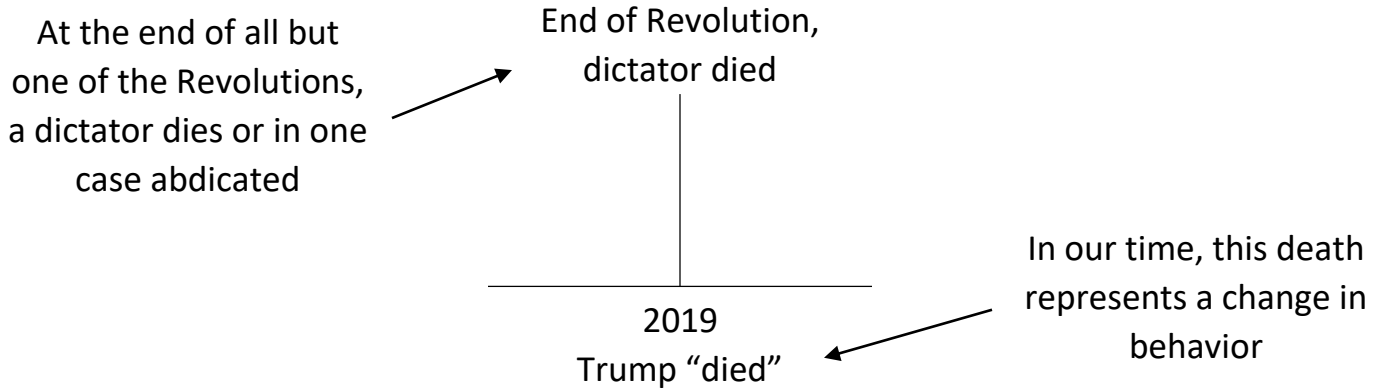 At the end of all but
one of the Revolutions,
a dictator dies or in one
case abdicated
End of Revolution,
dictator died
2019
Trump “died”
In our time, this death
represents a change in
behavior